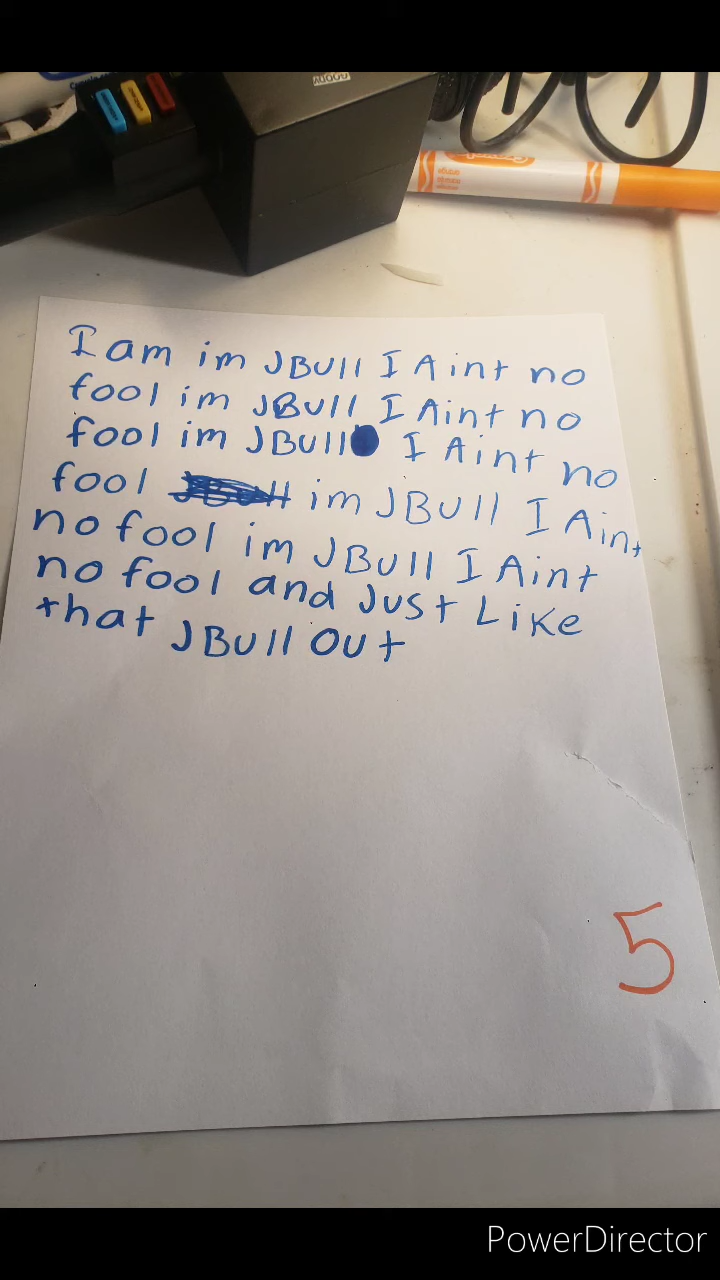 I am im JBUll I Aint no
fool im JBUll I Aint no
fool im JBUll I Aint no
fool JBull im JBUll I Aint
no fool im JBUll I Aint
no fool and Just Like
that JBUll OUt
5
PowerDirector